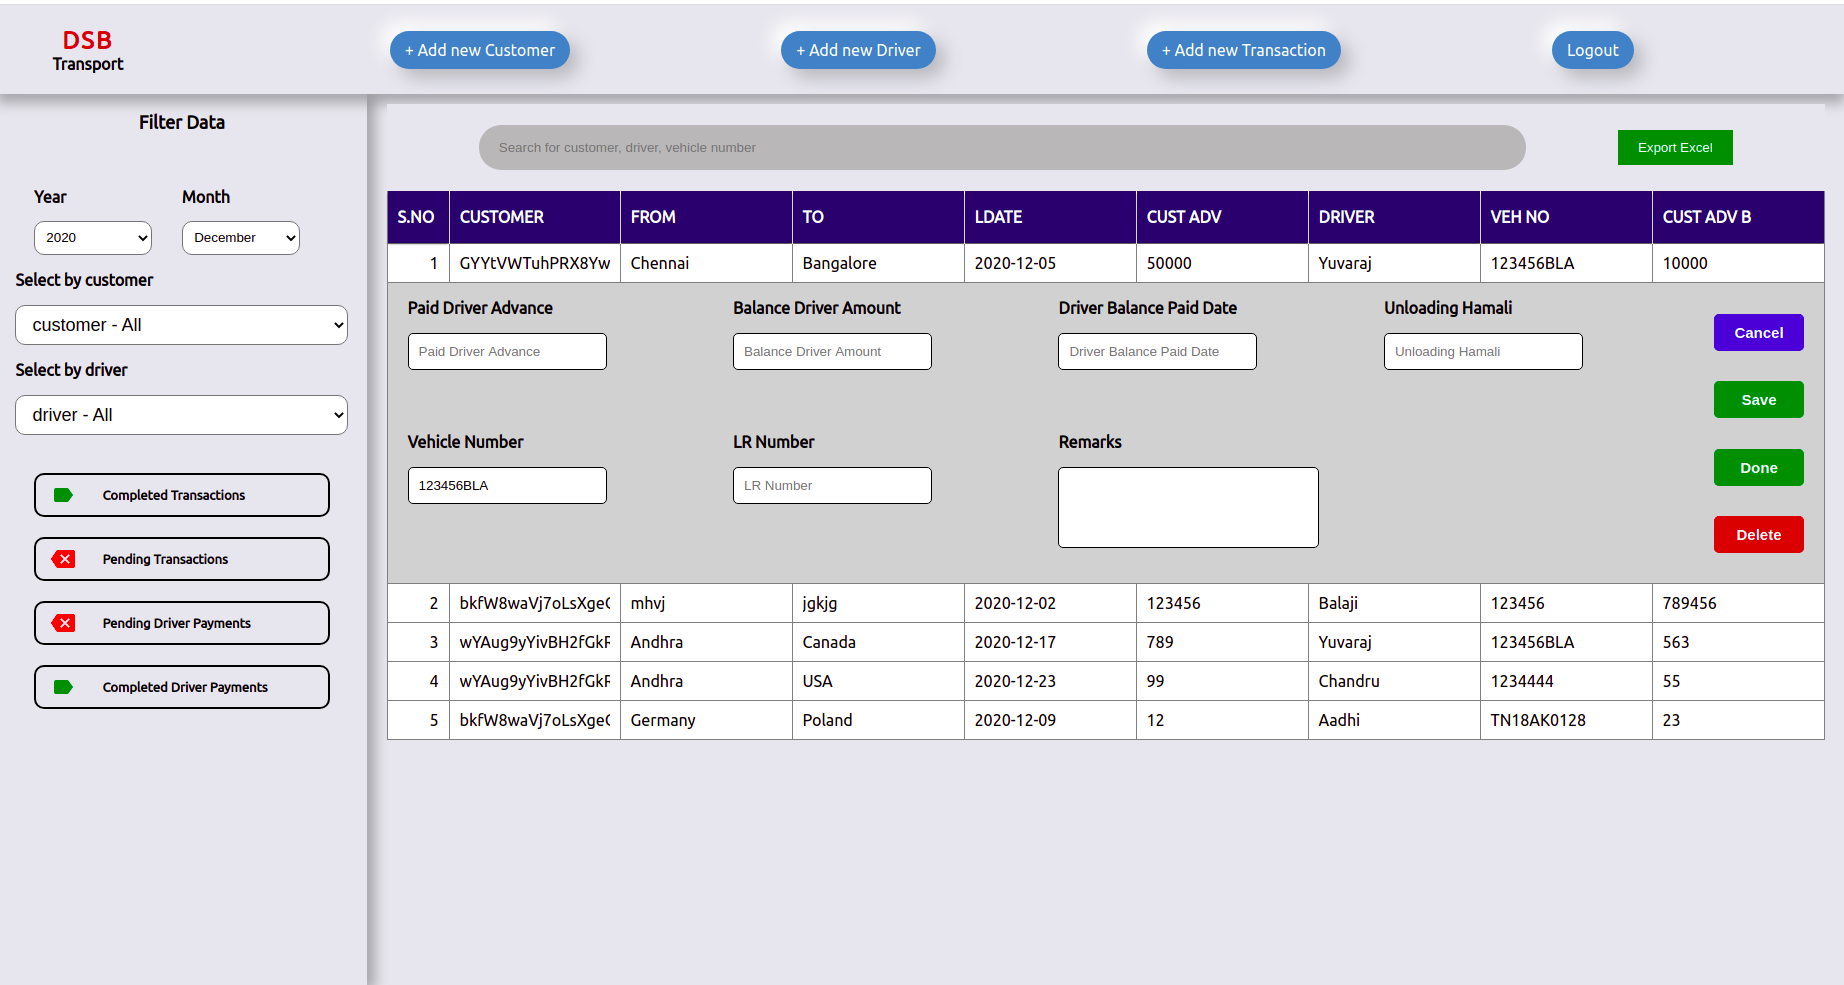 DSB
Transport
+ Add new Customer
+ Add new Driver
+ Add new Transaction
Logout
Filter Data
Year
Month
2020
December
Select by customer
customer - All
Select by driver
driver - All
Completed Transactions
Pending Transactions
Pending Driver Payments
Completed Driver Payments
Search for customer, driver, vehicle number
Export Excel
S.NO CUSTOMER FROM TO LDATE CUST ADV DRIVER VEH NO CUST ADV B
1 GYYtVWTuhPRX8Yw Chennai Bangalore 2020-12-05 50000 Yuvaraj 123456BLA 10000
Paid Driver Advance Balance Driver Amount Driver Balance Paid Date Unloading Hamali
Paid Driver Advance Balance Driver Amount Driver Balance Paid Date Unloading Hamali
Cancel
Save
Vehicle Number LR Number Remarks
123456BLA LR Number
Done
Delete
2 bkfW8waVj7oLsXge mhvj jgkjg 2020-12-02 123456 Balaji 123456 789456
3 wYAug9yYivBH2fGkR Andhra Canada 2020-12-17 789 Yuvaraj 123456BLA 563
4 wYAug9yYivBH2fGkR Andhra USA 2020-12-23 99 Chandru 1234444 55
5 bkfW8waVj7oLsXge Germany Poland 2020-12-09 12 Aadhi TN18AK0128 23